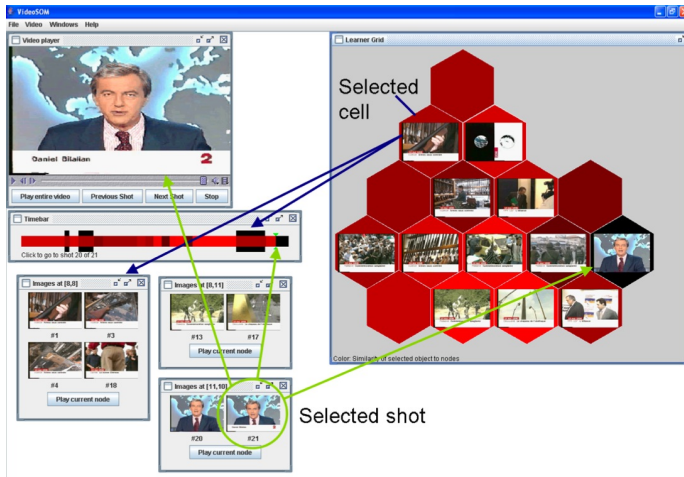 VideoSOM
File Video Windows Help
Video player
Daniel Bilalian 2
Play entire video Previous Shot Next Shot Stop
Timebar
Click to go to shot 20 of 21
Images at [8,8]
#1 #3
#4 #18
Play current node
Images at [8,11]
#13 #17
Play current node
Images at [11,10]
#20 #21
Play current node
Learner Grid
Selected
cell
Color: Similarity of selected object to nodes
Selected shot